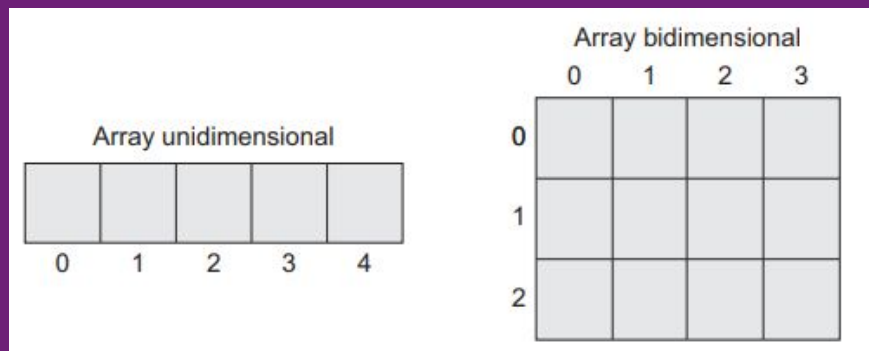 Array unidimensional
0 1 2 3 4
Array bidimensional
0 1 2 3
0
1
2